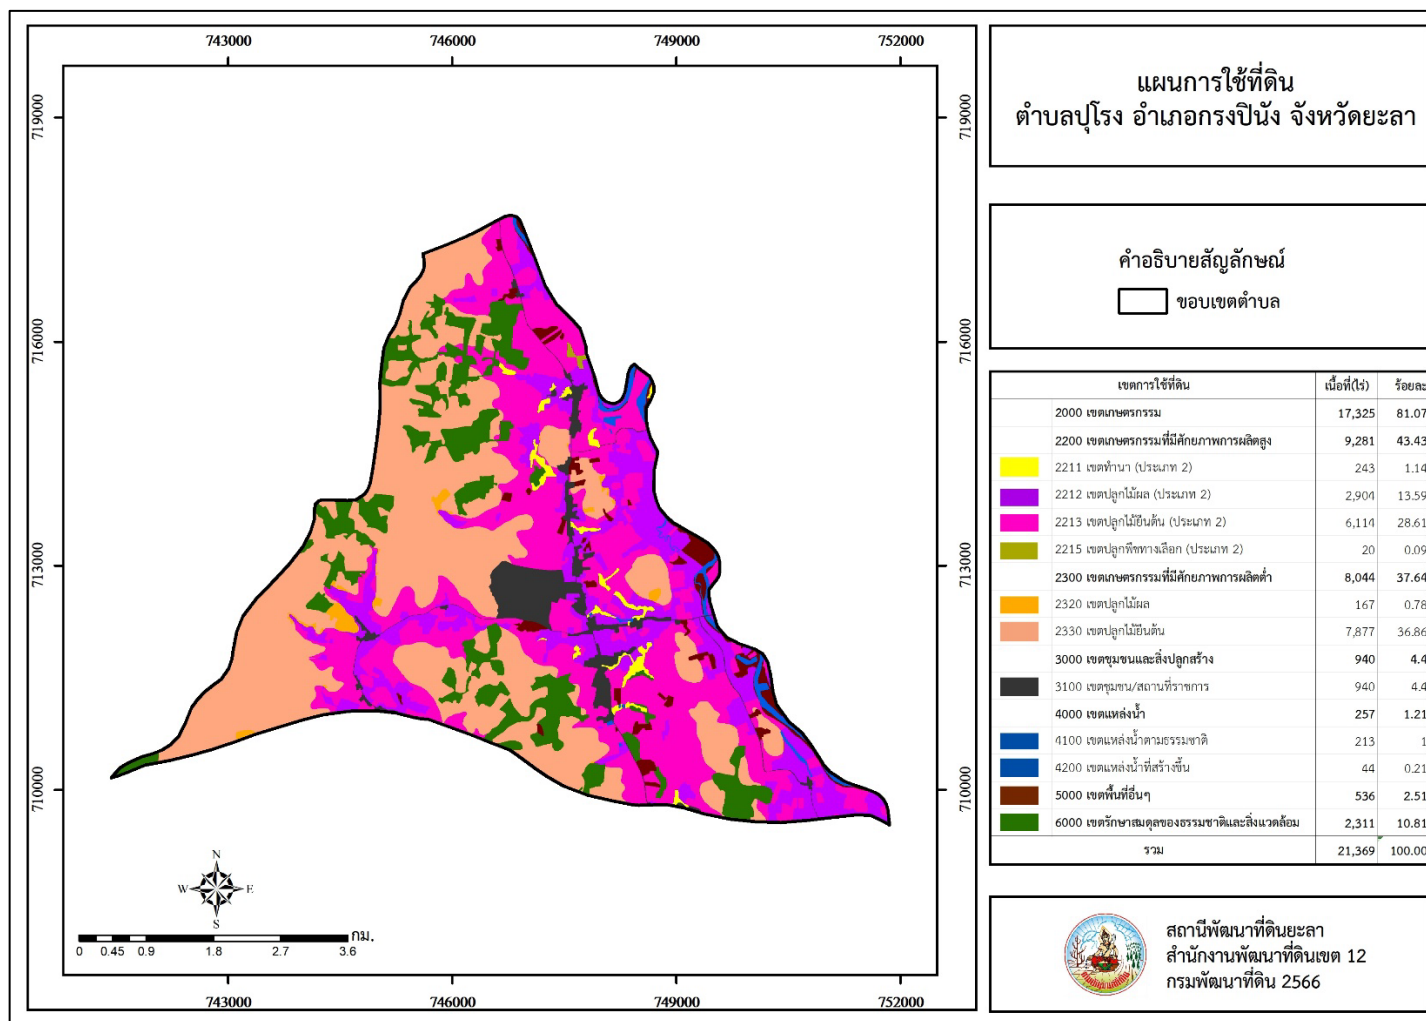 แผนการใช้ที่ดิน
ตำบลปุโรง อำเภอกรงปินัง จังหวัดยะลา
คำอธิบายสัญลักษณ์
ขอบเขตตำบล
เขตการใช้ที่ดิน เนื้อที่(ไร่) ร้อยละ
2000 เขตเกษตรกรรม 17,325 81.07
2200 เขตเกษตรกรรมที่มีศักยภาพการผลิตสูง 9,281 43.43
2211 เขตทำนา (ประเภท 2) 243 1.14
2212 เขตปลูกไม้ผล (ประเภท 2) 2,904 13.59
2213 เขตปลูกไม้ยืนต้น (ประเภท 2) 6,114 28.61
2215 เขตปลูกพืชทางเลือก (ประเภท 2) 20 0.09
2300 เขตเกษตรกรรมที่มีศักยภาพการผลิตต่ำ 8,044 37.64
2320 เขตปลูกไม้ผล 167 0.78
2330 เขตปลูกไม้ยืนต้น 7,877 36.86
3000 เขตชุมชนและสิ่งปลูกสร้าง 940 4.4
3100 เขตชุมชน/สถานที่ราชการ 940 4.4
4000 เขตแหล่งน้ำ 257 1.21
4100 เขตแหล่งน้ำตามธรรมชาติ 213 1
4200 เขตแหล่งน้ำที่สร้างขึ้น 44 0.21
5000 เขตพื้นที่อื่นๆ 536 2.51
6000 เขตรักษาสมดุลของธรรมชาติและสิ่งแวดล้อม 2,311 10.81
รวม 21,369 100.00
สถานีพัฒนาที่ดินยะลา
สำนักงานพัฒนาที่ดินเขต 12
กรมพัฒนาที่ดิน 2566
743000 746000 749000 752000
719000 719000
716000 716000
713000 713000
710000 710000
N
W E
S
กม.
0 0.45 0.9 1.8 2.7 3.6
743000 746000 749000 752000